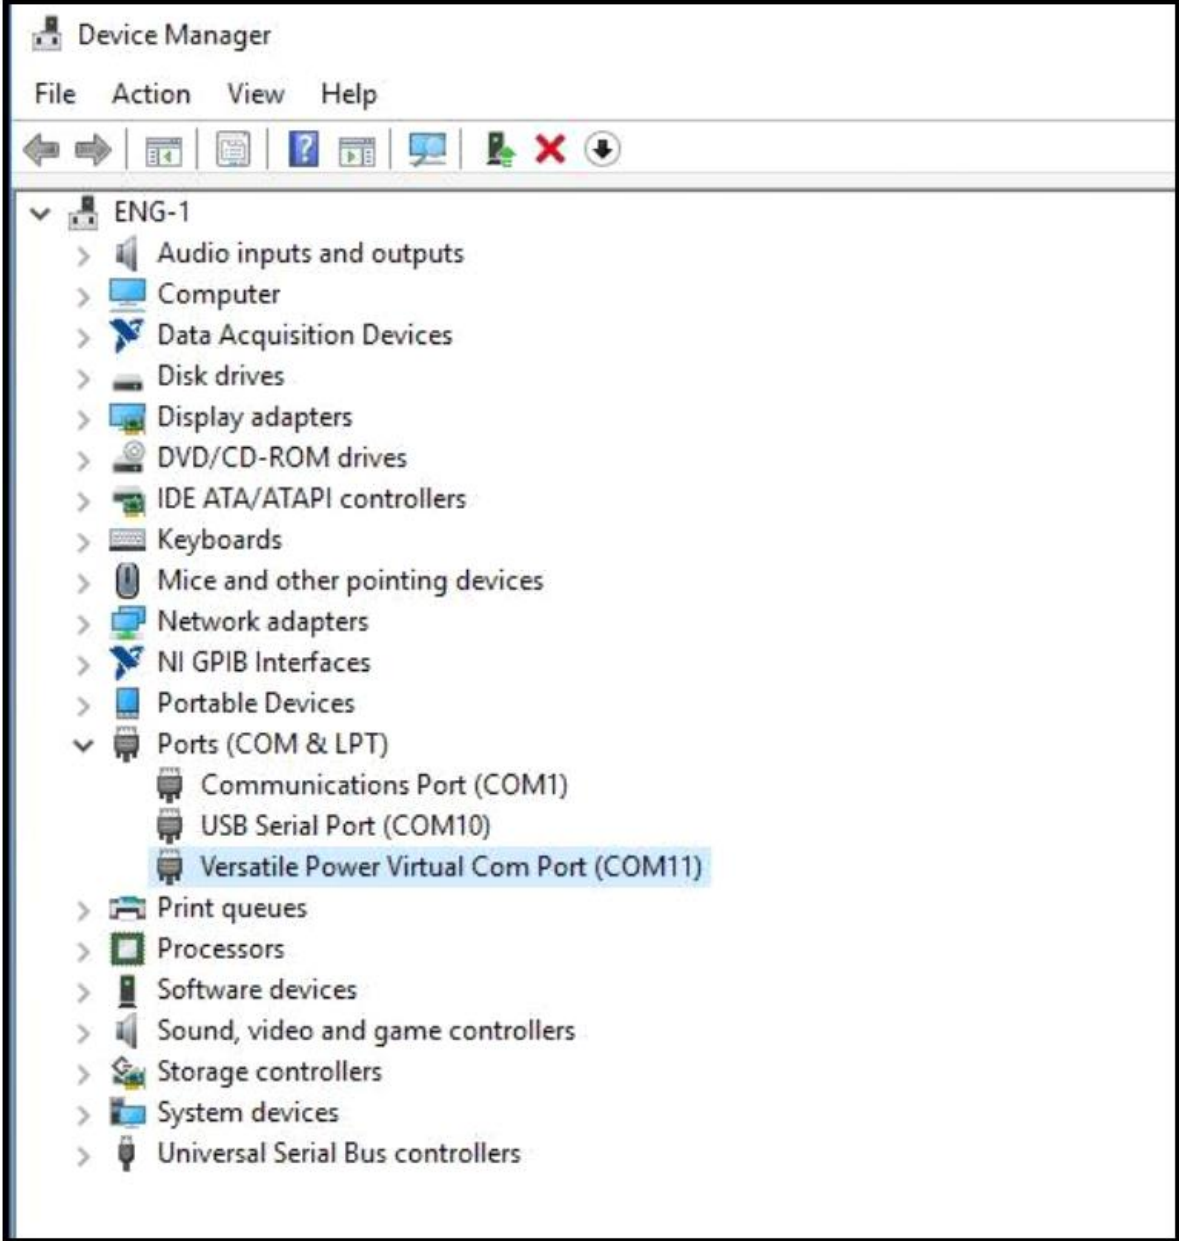 Device Manager
File Action View Help
?
ENG-1
Audio inputs and outputs
Computer
Data Acquisition Devices
Disk drives
Display adapters
DVD/CD-ROM drives
IDE ATA/ATAPI controllers
Keyboards
Mice and other pointing devices
Network adapters
NI GPIB Interfaces
Portable Devices
Ports (COM & LPT)
Communications Port (COM1)
USB Serial Port (COM10)
Versatile Power Virtual Com Port (COM11)
Print queues
Processors
Software devices
Sound, video and game controllers
Storage controllers
System devices
Universal Serial Bus controllers